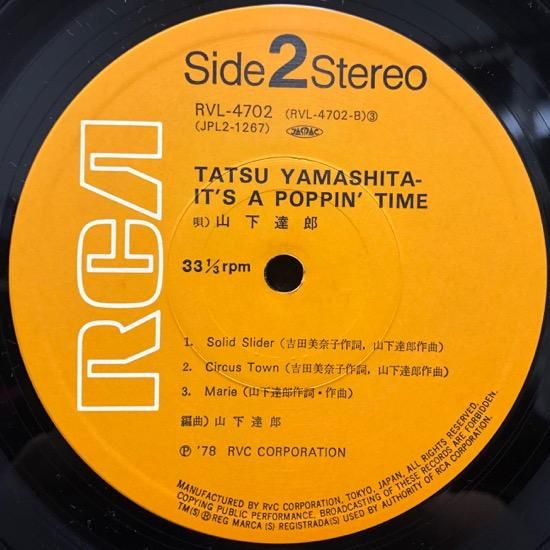 Side 2 Stereo
RVL-4702 (RVL-4702-B)③
(JPL2-1267) JASRAC
RCA
TATSU YAMASHITA-
IT'S A POPPIN' TIME
唄) 山下達郎
33 1/3 rpm
1. Solid Slider (吉田美奈子作詞, 山下達郎作曲)
2. Circus Town (吉田美奈子作詞, 山下達郎作曲)
3. Marie (山下達郎作詞・作曲)
編曲) 山下達郎
Ⓟ '78 RVC CORPORATION
MANUFACTURED BY RVC CORPORATION, TOKYO, JAPAN, ALL RIGHTS RESERVED,
COPYING PUBLIC PERFORMANCE, BROADCASTING OF THESE RECORDS ARE FORBIDDEN.
TM(S) ® REG MARCA (S) REGISTRADA(S) USED BY AUTHORITY OF RCA CORPORATION.